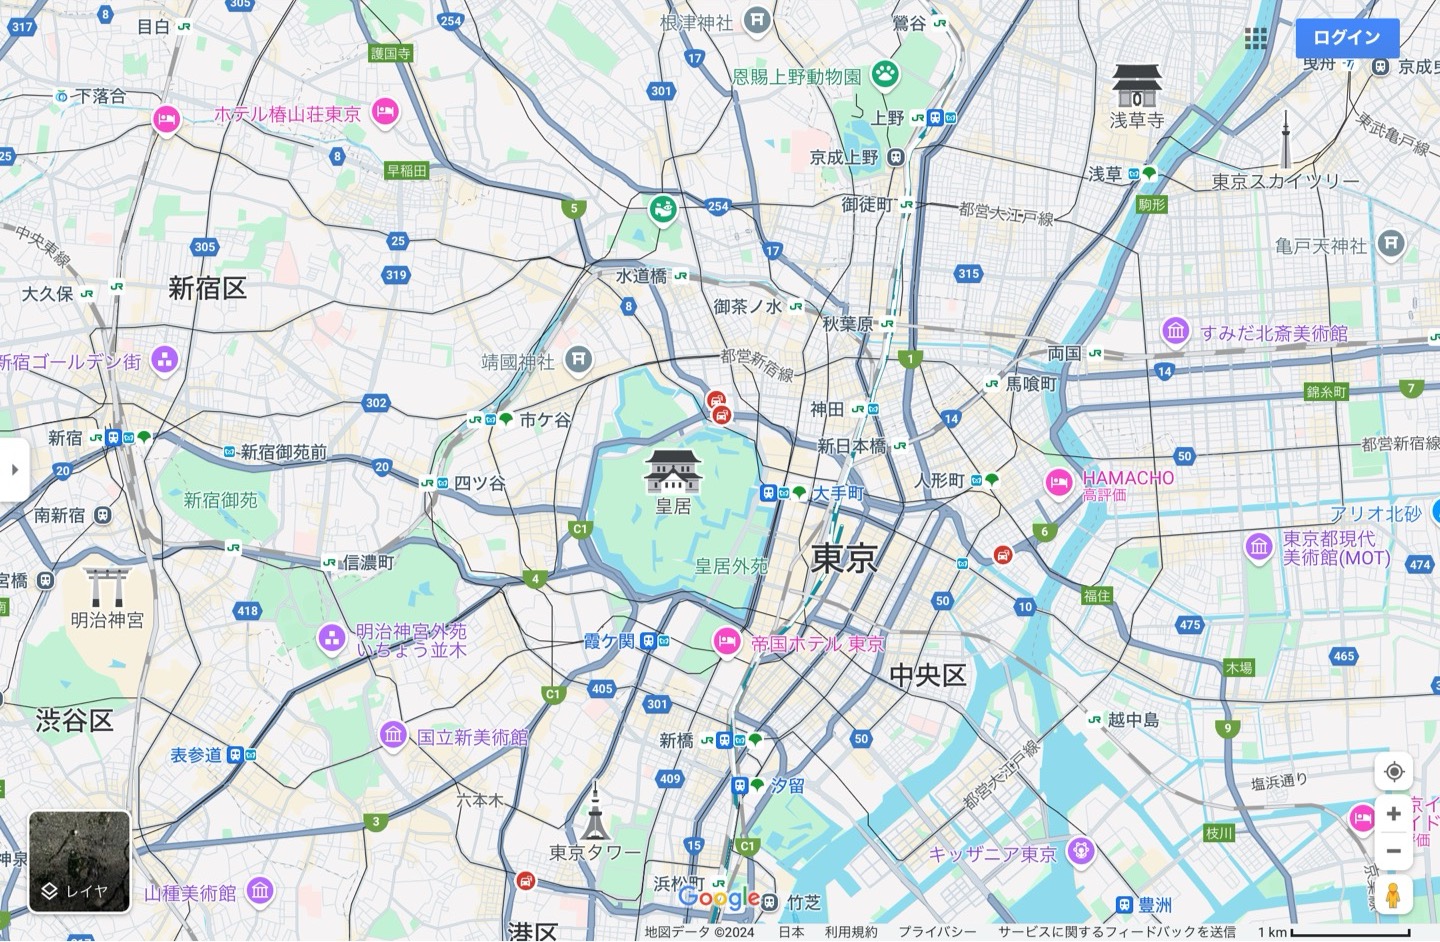 317
8
305
目白
254
根津神社
鶯谷
ログイン
曳舟
護国寺
17
301
恩賜上野動物園
下落合
ホテル椿山荘東京
上野
浅草寺
東武亀戸線
25
8
早稲田
京成上野
浅草
東京スカイツリー
5
254
御徒町
都営大江戸線
駒形
中央東線
305
25
319
17
315
亀戸天神社
大久保
新宿区
水道橋
8
御茶ノ水
秋葉原
すみだ北斎美術館
新宿ゴールデン街
靖國神社
都営新宿線
1
両国
14
馬喰町
錦糸町
7
302
市ケ谷
神田
14
新宿
新宿御苑前
新日本橋
都営新宿線
20
20
50
四ツ谷
皇居
大手町
人形町
HAMACHO
高評価
新宿御苑
南新宿
アリオ北砂
C1
6
東京都現代
美術館(MOT)
信濃町
皇居外苑
東京
474
宮橋
4
福住
明治神宮
418
50
10
475
明治神宮外苑
いちょう並木
霞ケ関
帝国ホテル 東京
465
木場
中央区
C1
405
301
渋谷区
越中島
国立新美術館
新橋
50
9
表参道
409
汐留
都営大江戸線
塩浜通り
六本木
3
枝川
東京タワー
15
C1
キッザニア東京
レイヤ
神泉
山種美術館
浜松町
Google
竹芝
豊洲
港区
地図データ ©2024
日本
利用規約
プライバシー
サービスに関するフィードバックを送信
1 km